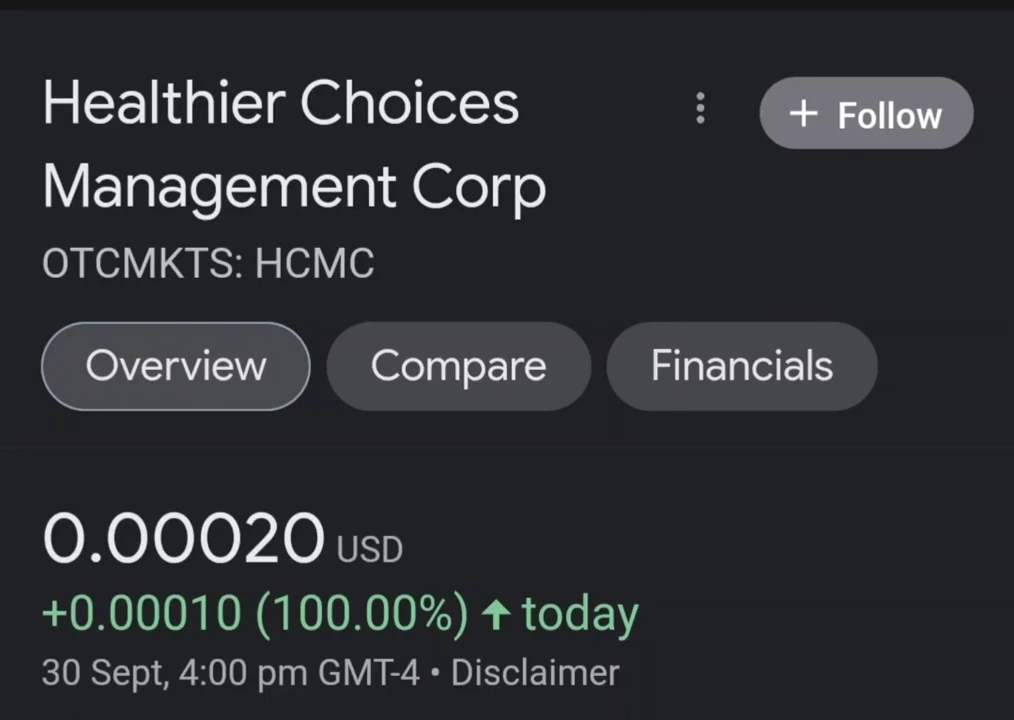 Healthier Choices
Management Corp
+ Follow
OTCMKTS: HCMC
Overview Compare Financials
0.00020 USD
+0.00010 (100.00%) ↑ today
30 Sept, 4:00 pm GMT-4 • Disclaimer